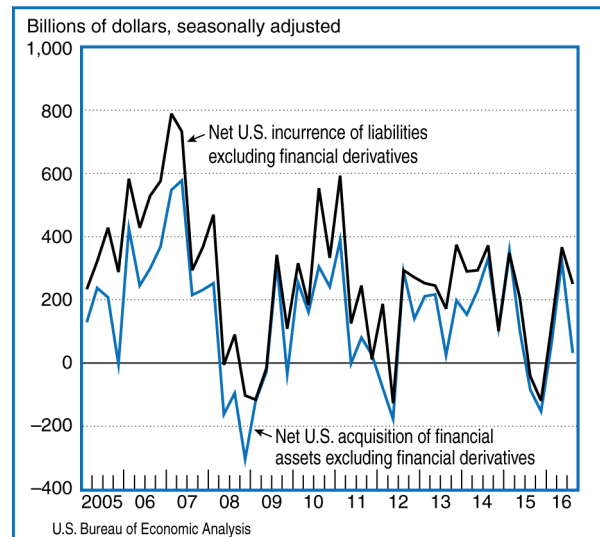 Billions of dollars, seasonally adjusted
1,000
800
Net U.S. incurrence of liabilities
excluding financial derivatives
600
400
200
0
–200
Net U.S. acquisition of financial
assets excluding financial derivatives
–400
2005 06 07 08 09 10 11 12 13 14 15 16
U.S. Bureau of Economic Analysis